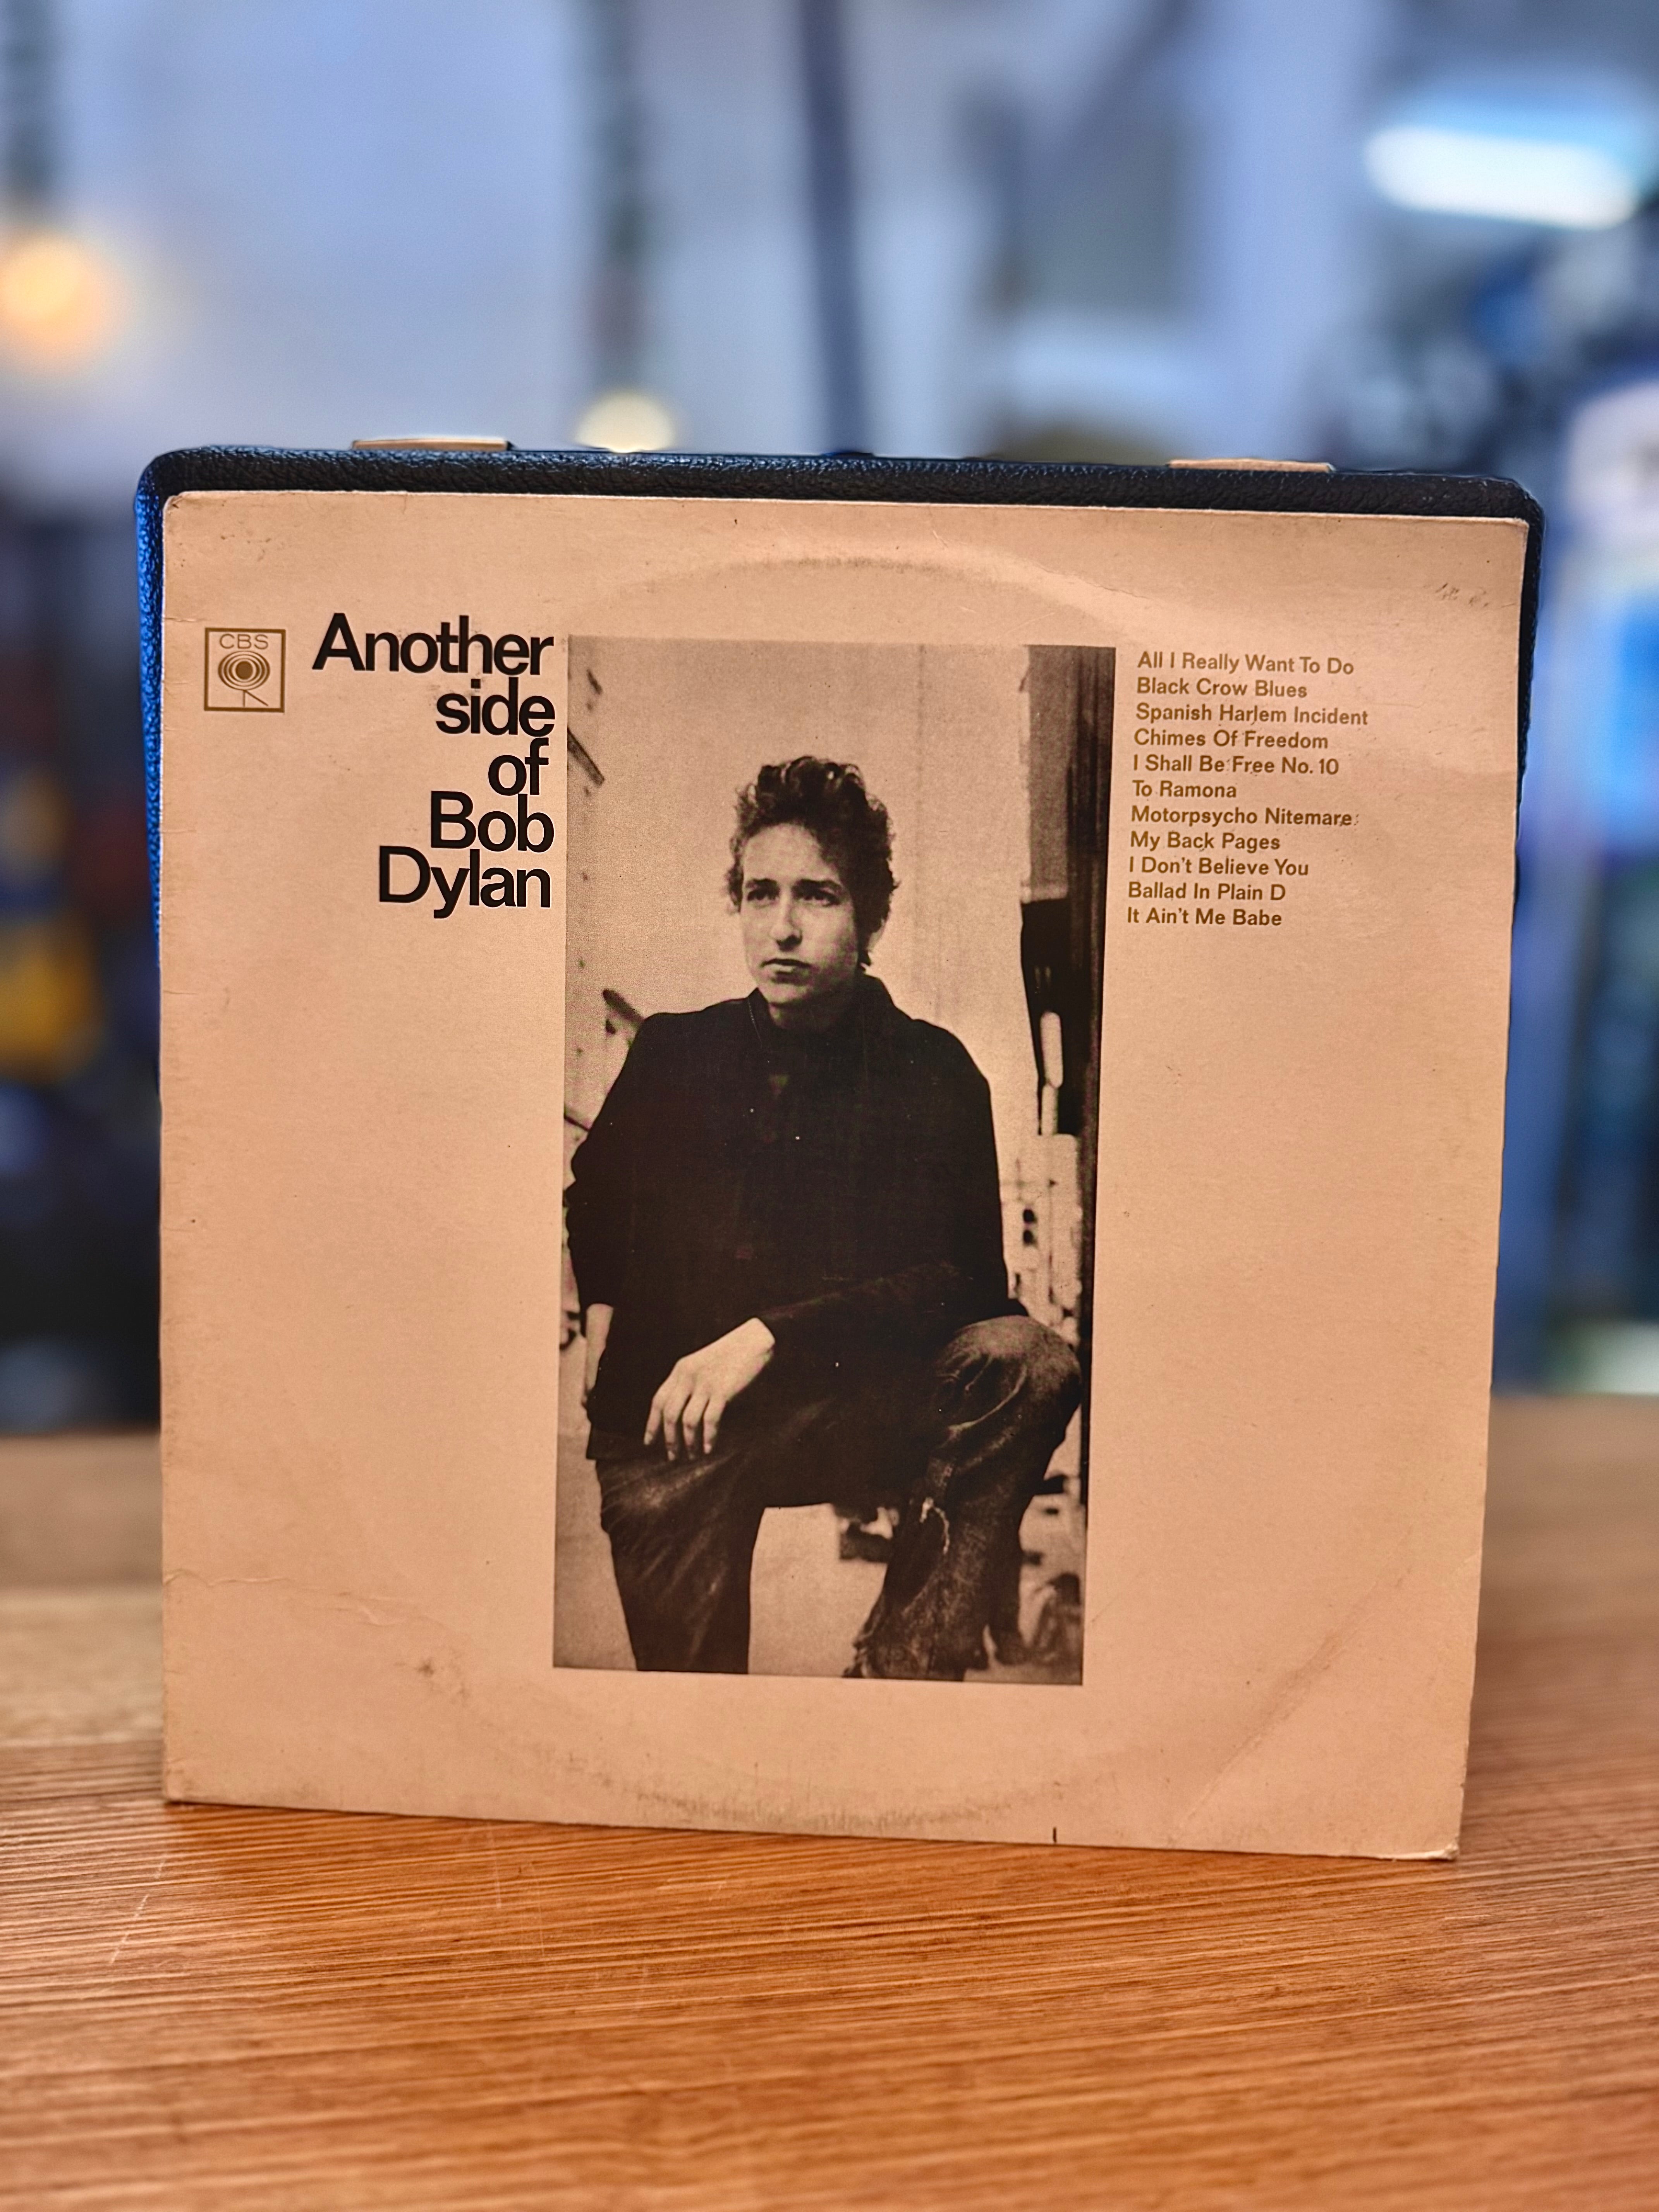 CBS
Another
side
of
Bob
Dylan
All I Really Want To Do
Black Crow Blues
Spanish Harlem Incident
Chimes Of Freedom
I Shall Be Free No. 10
To Ramona
Motorpsycho Nitemare
My Back Pages
I Don't Believe You
Ballad In Plain D
It Ain't Me Babe